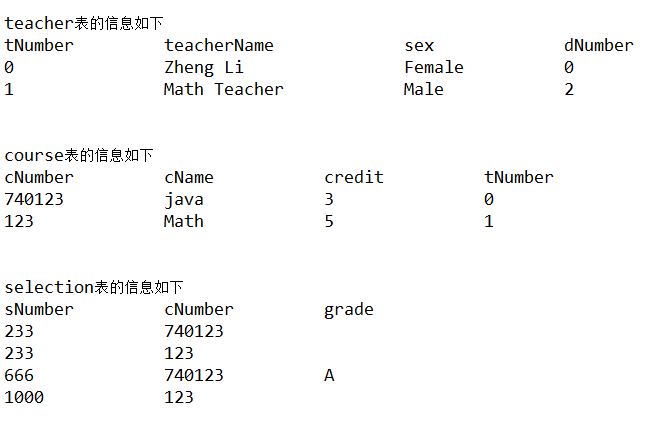 teacher表的信息如下
tNumber teacherName sex dNumber
0 Zheng Li Female 0
1 Math Teacher Male 2
course表的信息如下
cNumber cName credit tNumber
740123 java 3 0
123 Math 5 1
selection表的信息如下
sNumber cNumber grade
233 740123
233 123
666 740123 A
1000 123